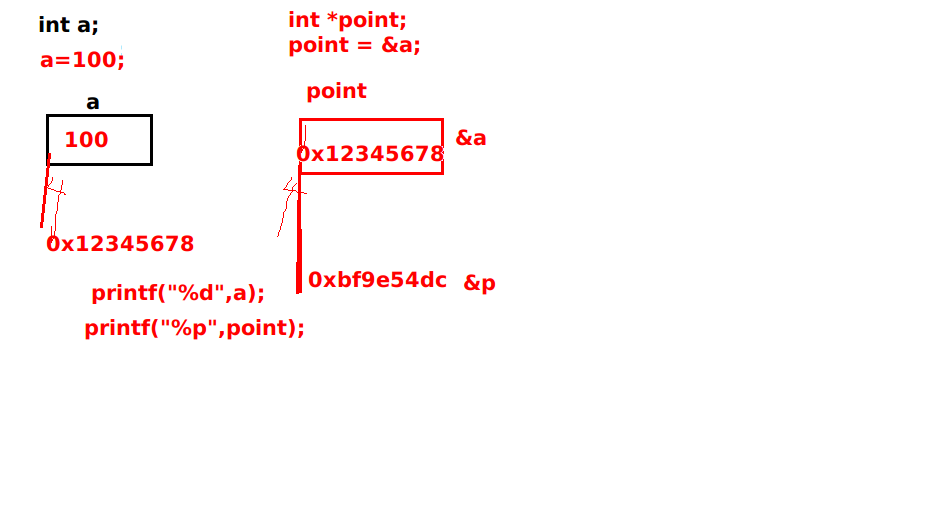 int a;
a=100;
a
100
0x12345678
printf("%d",a);
printf("%p",point);
int *point;
point = &a;
point
0x12345678
&a
0xbf9e54dc
&p